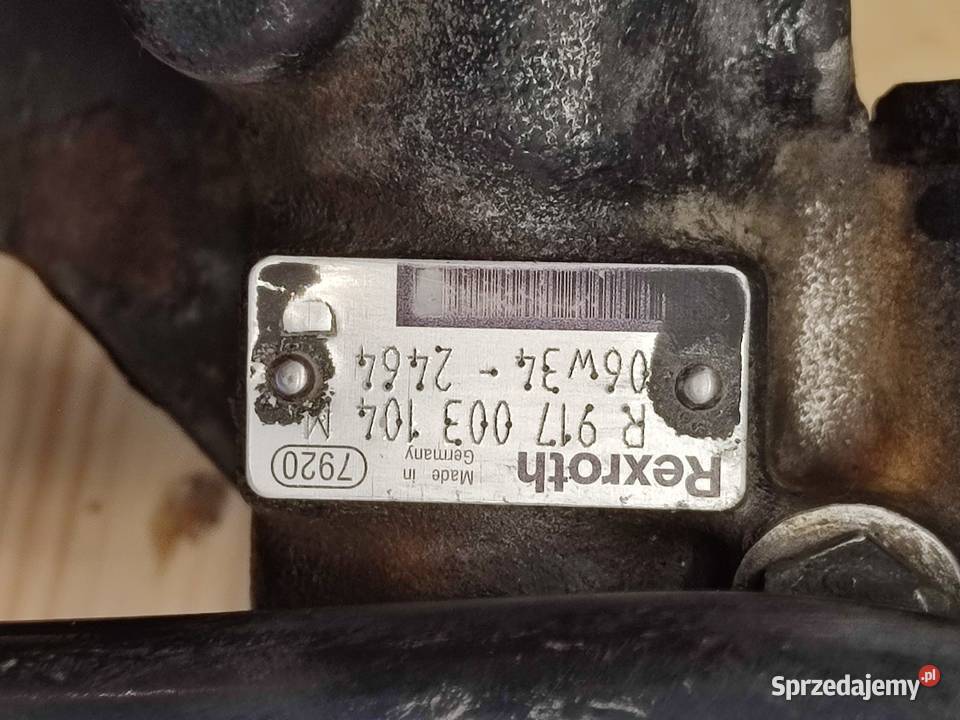 Rexroth
Made in
Germany
7920
R 917 003 104 M
06w34 - 2464
Sprzedajemy.pl